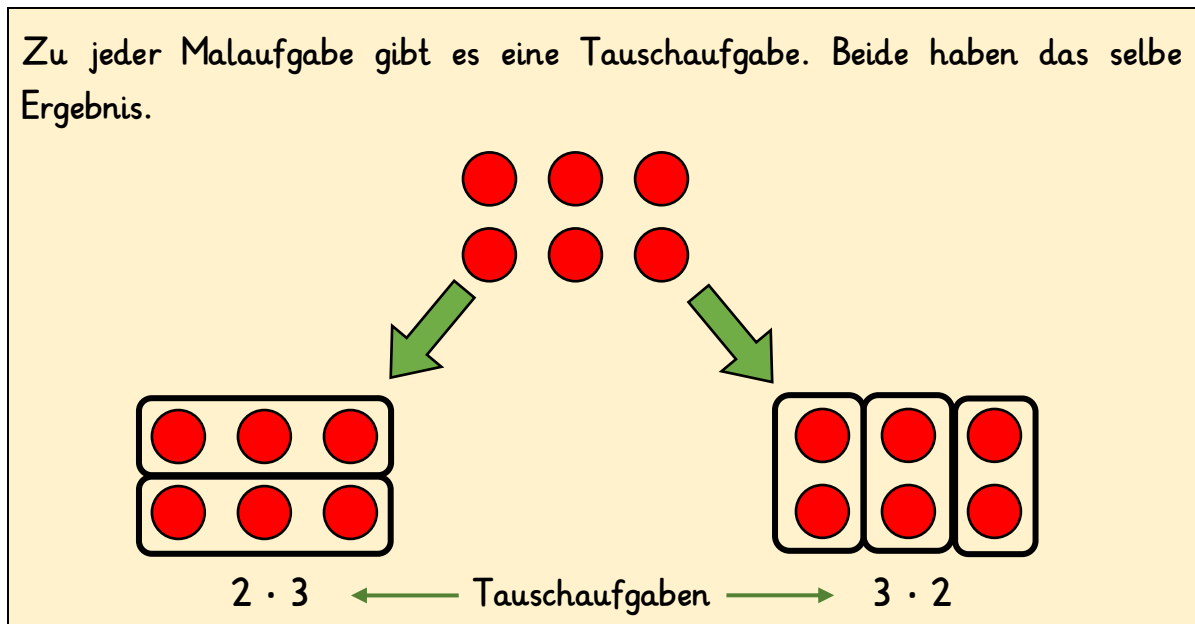 Zu jeder Malaufgabe gibt es eine Tauschaufgabe. Beide haben das selbe
Ergebnis.
2 · 3 Tauschaufgaben 3 · 2